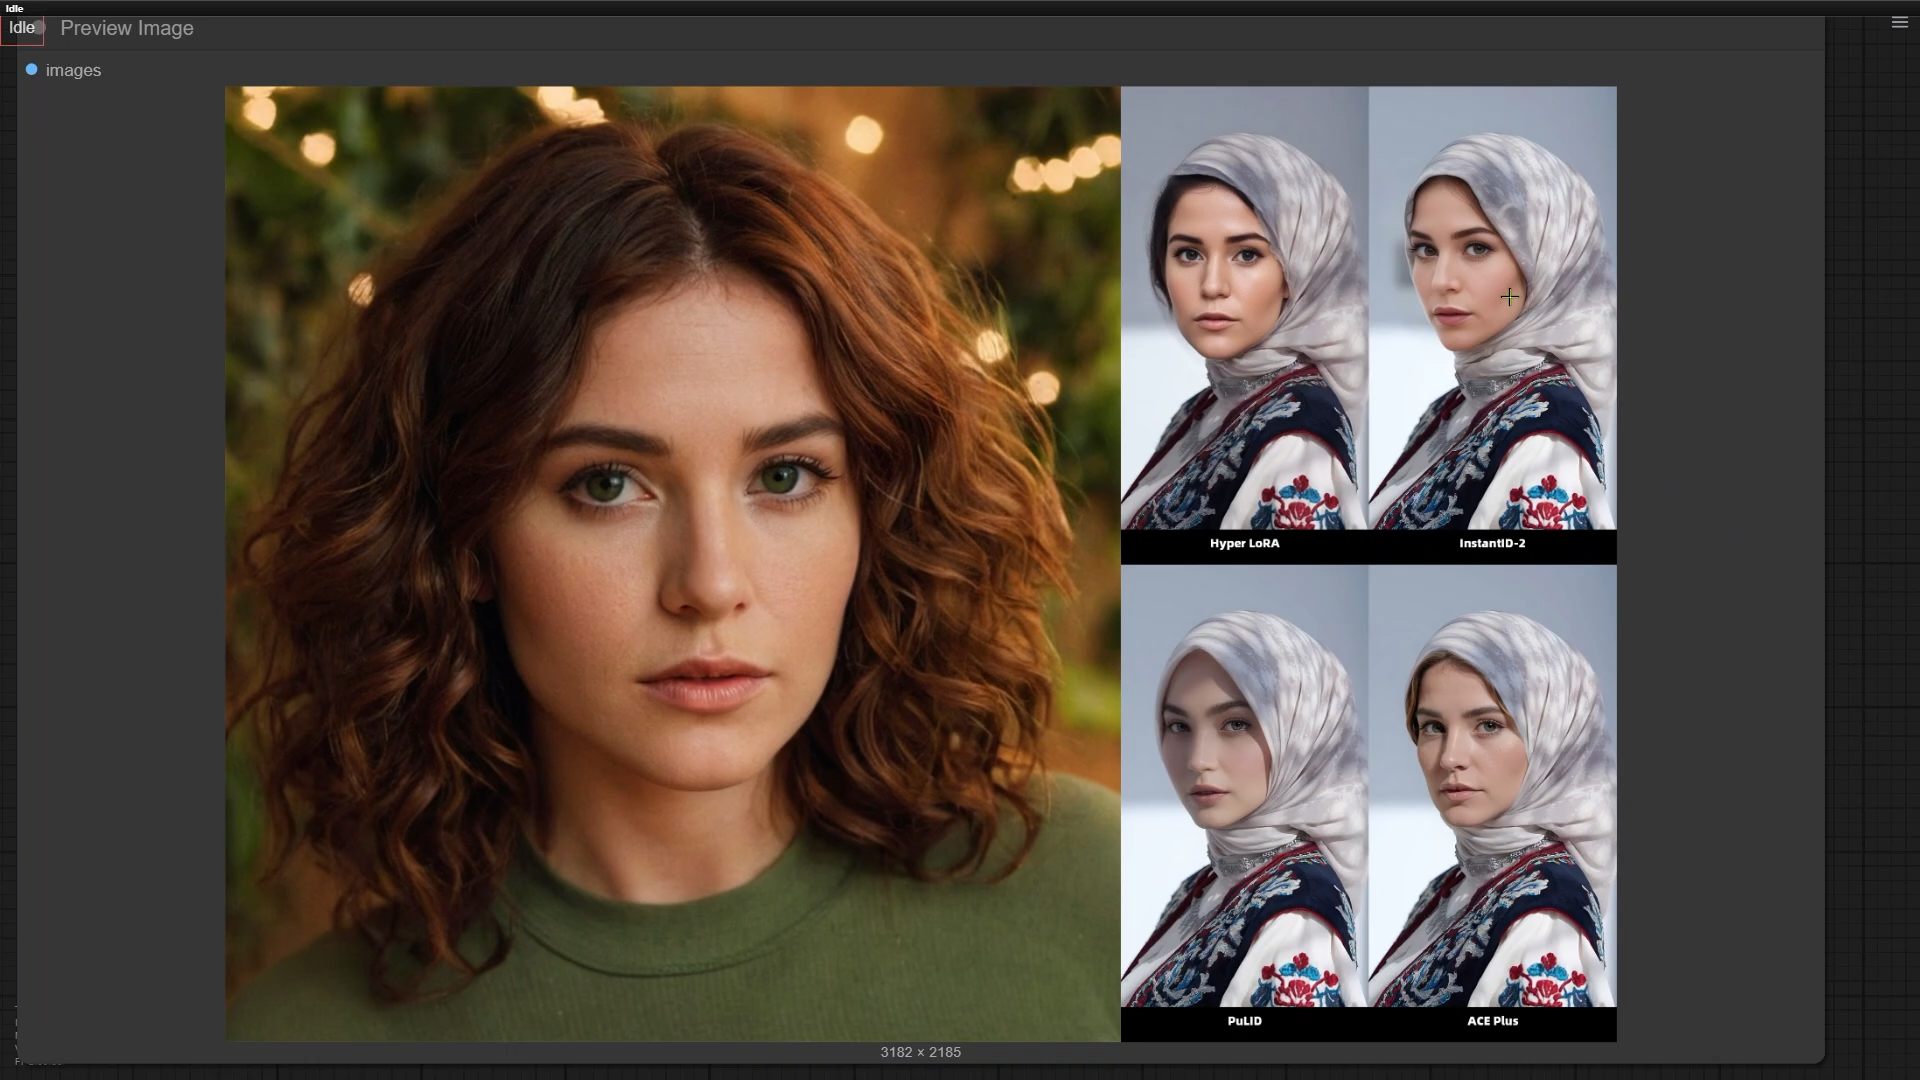 Idle
Idle
Preview Image
images
Hyper LoRA
InstantID-2
PuLID
ACE Plus
3182 × 2185